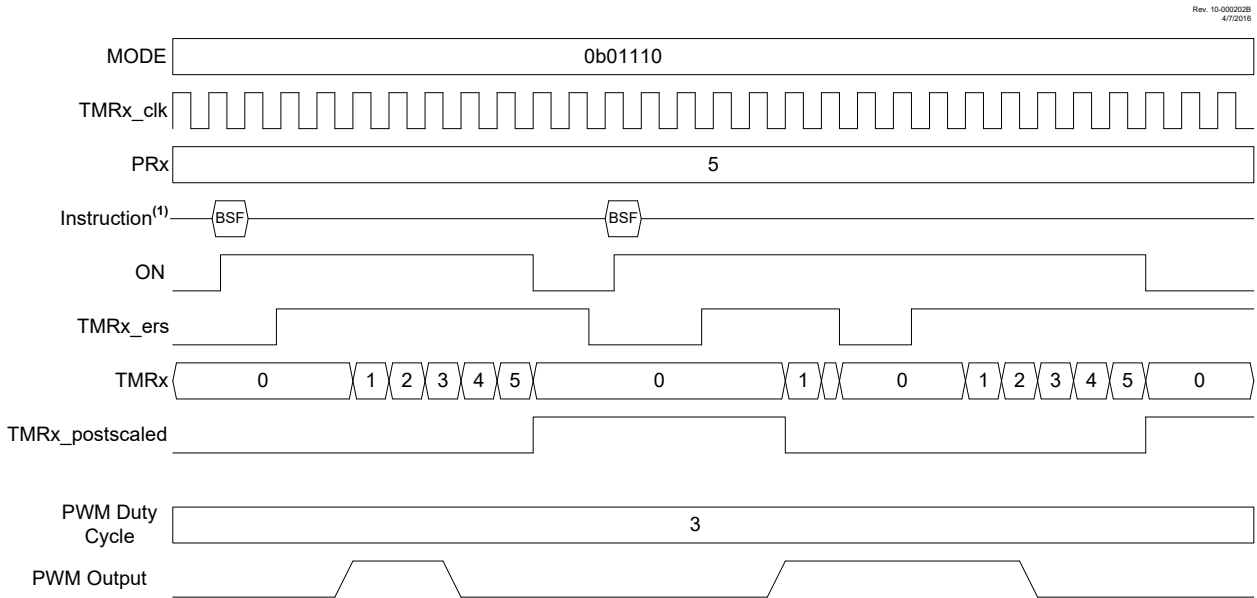 Rev. 10-000202B
4/7/2016
MODE 0b01110
TMRx_clk
PRx 5
Instruction(1) BSF BSF
ON
TMRx_ers
TMRx 0 1 2 3 4 5 0 1 0 1 2 3 4 5 0
TMRx_postscaled
PWM Duty
Cycle 3
PWM Output